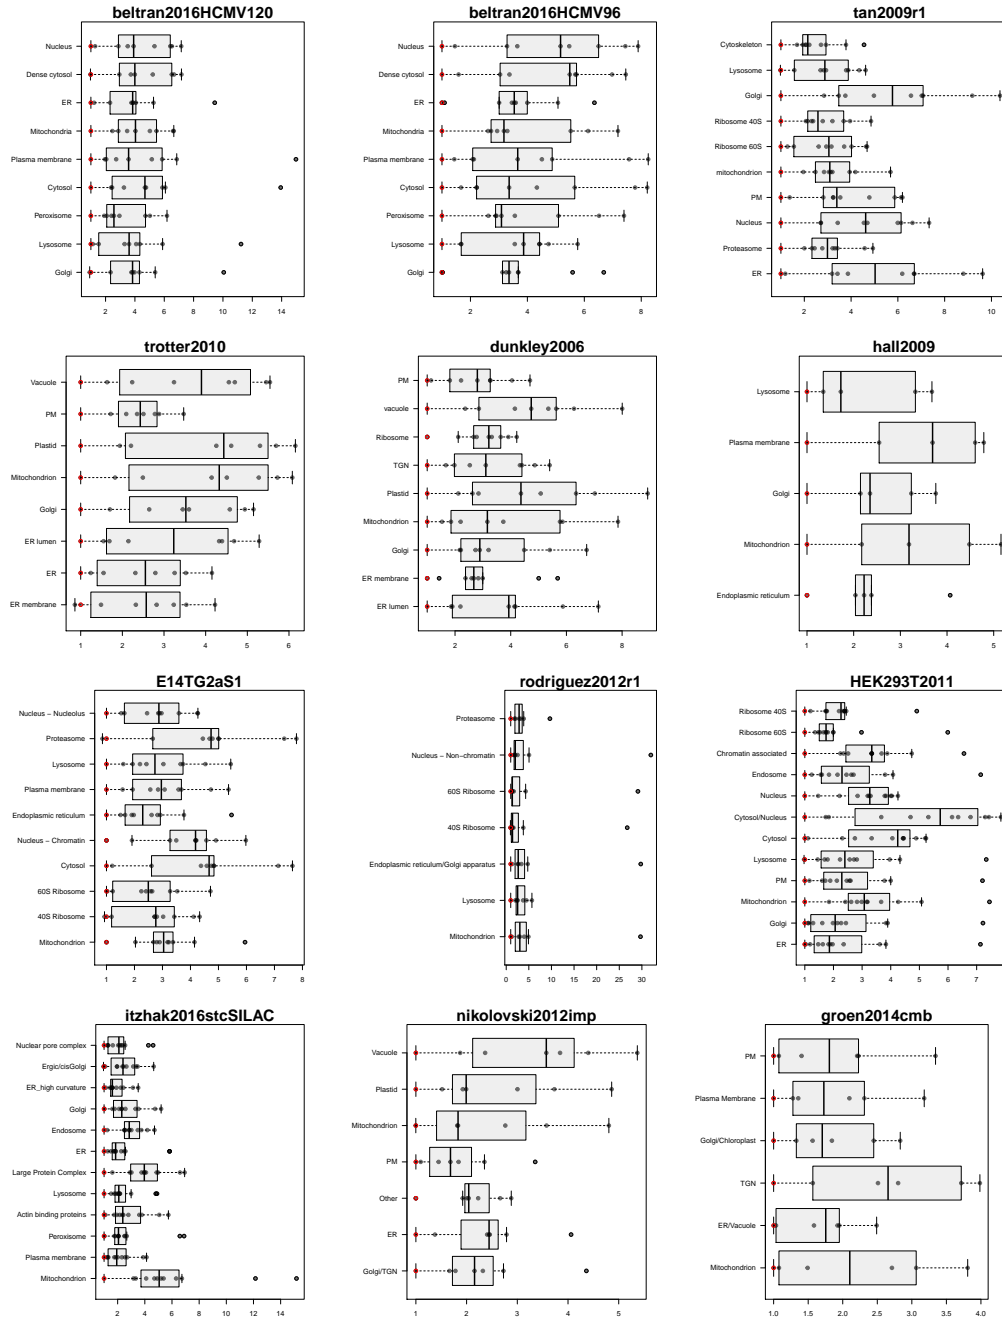 beltran2016HCMV120
Nucleus
Dense cytosol
ER
Mitochondria
Plasma membrane
Cytosol
Peroxisome
Lysosome
Golgi
2 4 6 8 10 12 14
beltran2016HCMV96
Nucleus
Dense cytosol
ER
Mitochondria
Plasma membrane
Cytosol
Peroxisome
Lysosome
Golgi
2 4 6 8
tan2009r1
Cytoskeleton
Lysosome
Golgi
Ribosome 40S
Ribosome 60S
mitochondrion
PM
Nucleus
Proteasome
ER
2 4 6 8 10
trotter2010
Vacuole
PM
Plastid
Mitochondrion
Golgi
ER lumen
ER
ER membrane
1 2 3 4 5 6
dunkley2006
PM
vacuole
Ribosome
TGN
Plastid
Mitochondrion
Golgi
ER membrane
ER lumen
2 4 6 8
hall2009
Lysosome
Plasma membrane
Golgi
Mitochondrion
Endoplasmic reticulum
1 2 3 4 5
E14TG2aS1
Nucleus − Nucleolus
Proteasome
Lysosome
Plasma membrane
Endoplasmic reticulum
Nucleus − Chromatin
Cytosol
60S Ribosome
40S Ribosome
Mitochondrion
1 2 3 4 5 6 7 8
rodriguez2012r1
Proteasome
Nucleus − Non−chromatin
60S Ribosome
40S Ribosome
Endoplasmic reticulum/Golgi apparatus
Lysosome
Mitochondrion
0 5 10 15 20 25 30
HEK293T2011
Ribosome 40S
Ribosome 60S
Chromatin associated
Endosome
Nucleus
Cytosol/Nucleus
Cytosol
Lysosome
PM
Mitochondrion
Golgi
ER
1 2 3 4 5 6 7
itzhak2016stcSILAC
Nuclear pore complex
Ergic/cisGolgi
ER_high curvature
Golgi
Endosome
ER
Large Protein Complex
Lysosome
Actin binding proteins
Peroxisome
Plasma membrane
Mitochondrion
2 4 6 8 10 12 14
nikolovski2012imp
Vacuole
Plastid
Mitochondrion
PM
Other
ER
Golgi/TGN
1 2 3 4 5
groen2014cmb
PM
Plasma Membrane
Golgi/Chloroplast
TGN
ER/Vacuole
Mitochondrion
1.0 1.5 2.0 2.5 3.0 3.5 4.0